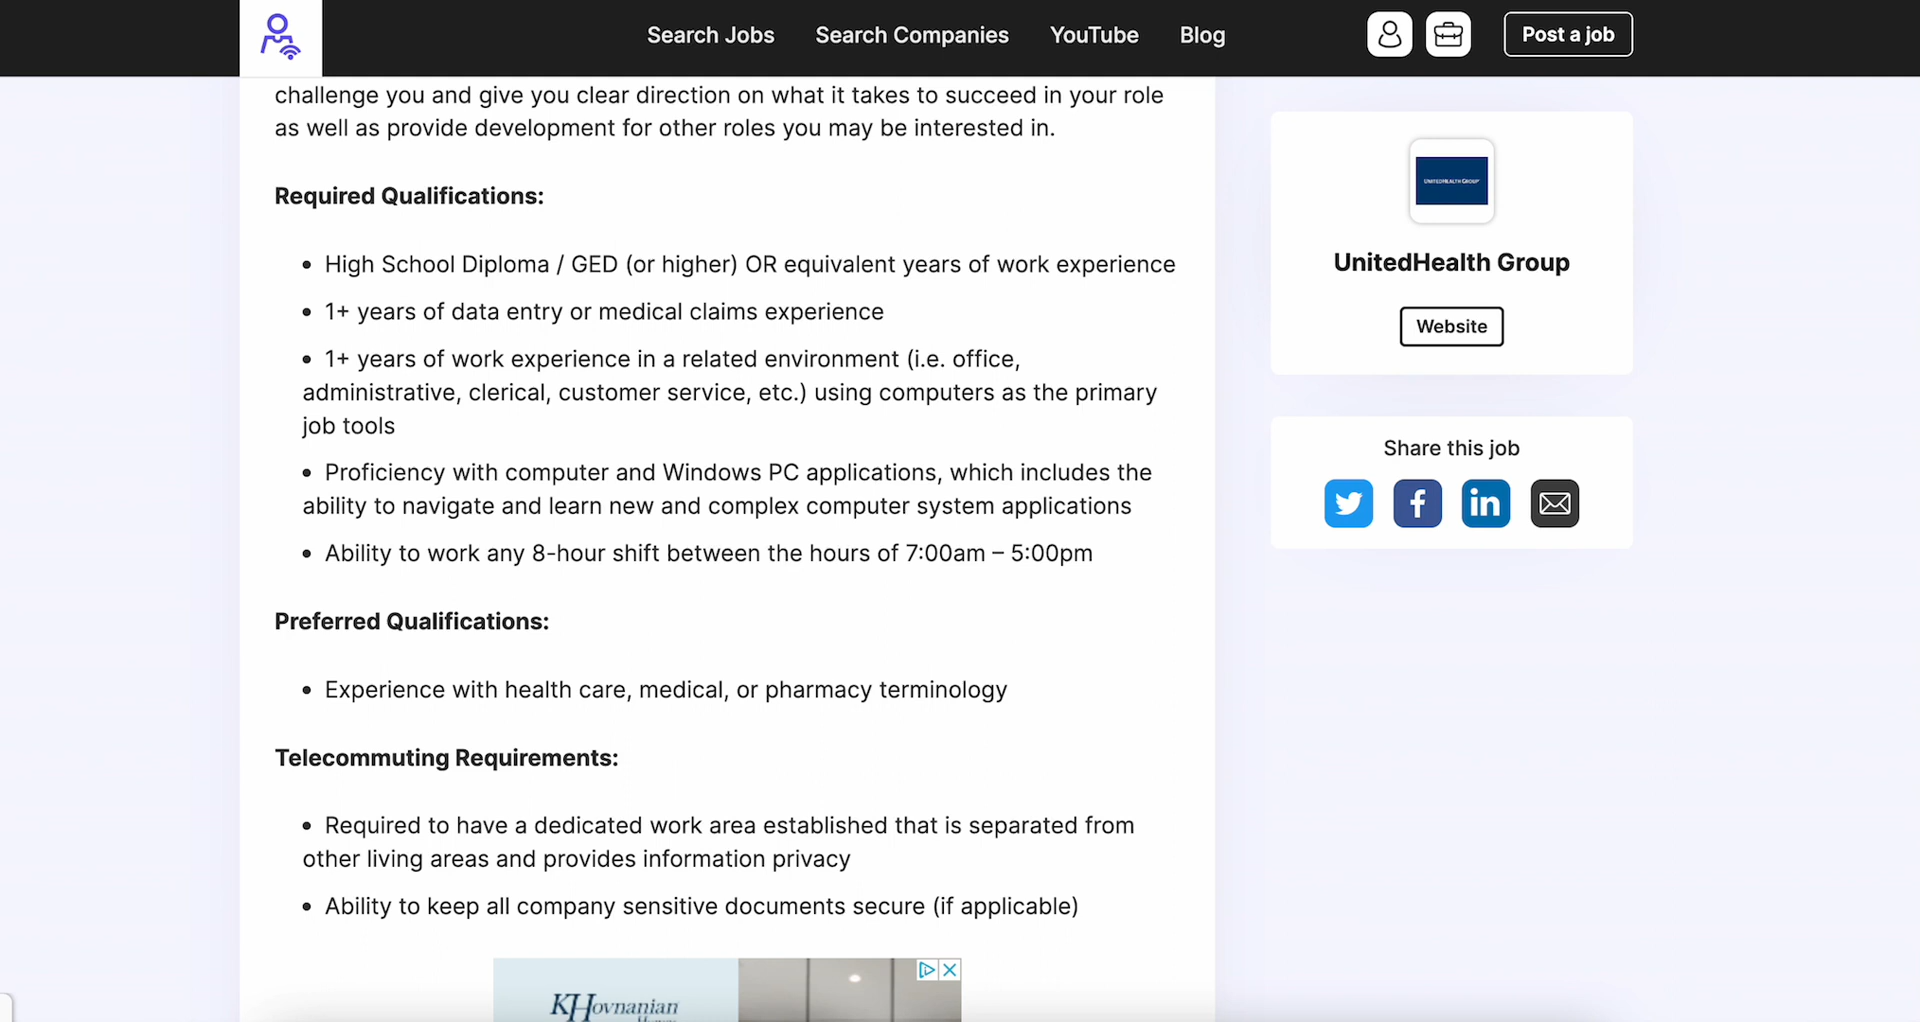 Search Jobs
Search Companies
YouTube
Blog
Post a job
challenge you and give you clear direction on what it takes to succeed in your role
as well as provide development for other roles you may be interested in.
Required Qualifications:
• High School Diploma / GED (or higher) OR equivalent years of work experience
• 1+ years of data entry or medical claims experience
• 1+ years of work experience in a related environment (i.e. office,
administrative, clerical, customer service, etc.) using computers as the primary
job tools
• Proficiency with computer and Windows PC applications, which includes the
ability to navigate and learn new and complex computer system applications
• Ability to work any 8-hour shift between the hours of 7:00am – 5:00pm
Preferred Qualifications:
• Experience with health care, medical, or pharmacy terminology
Telecommuting Requirements:
• Required to have a dedicated work area established that is separated from
other living areas and provides information privacy
• Ability to keep all company sensitive documents secure (if applicable)
KHovnanian
UNITEDHEALTH GROUP
UnitedHealth Group
Website
Share this job